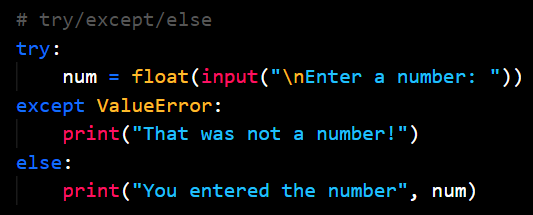 # try/except/else
try:
    num = float(input("\nEnter a number: "))
except ValueError:
    print("That was not a number!")
else:
    print("You entered the number", num)